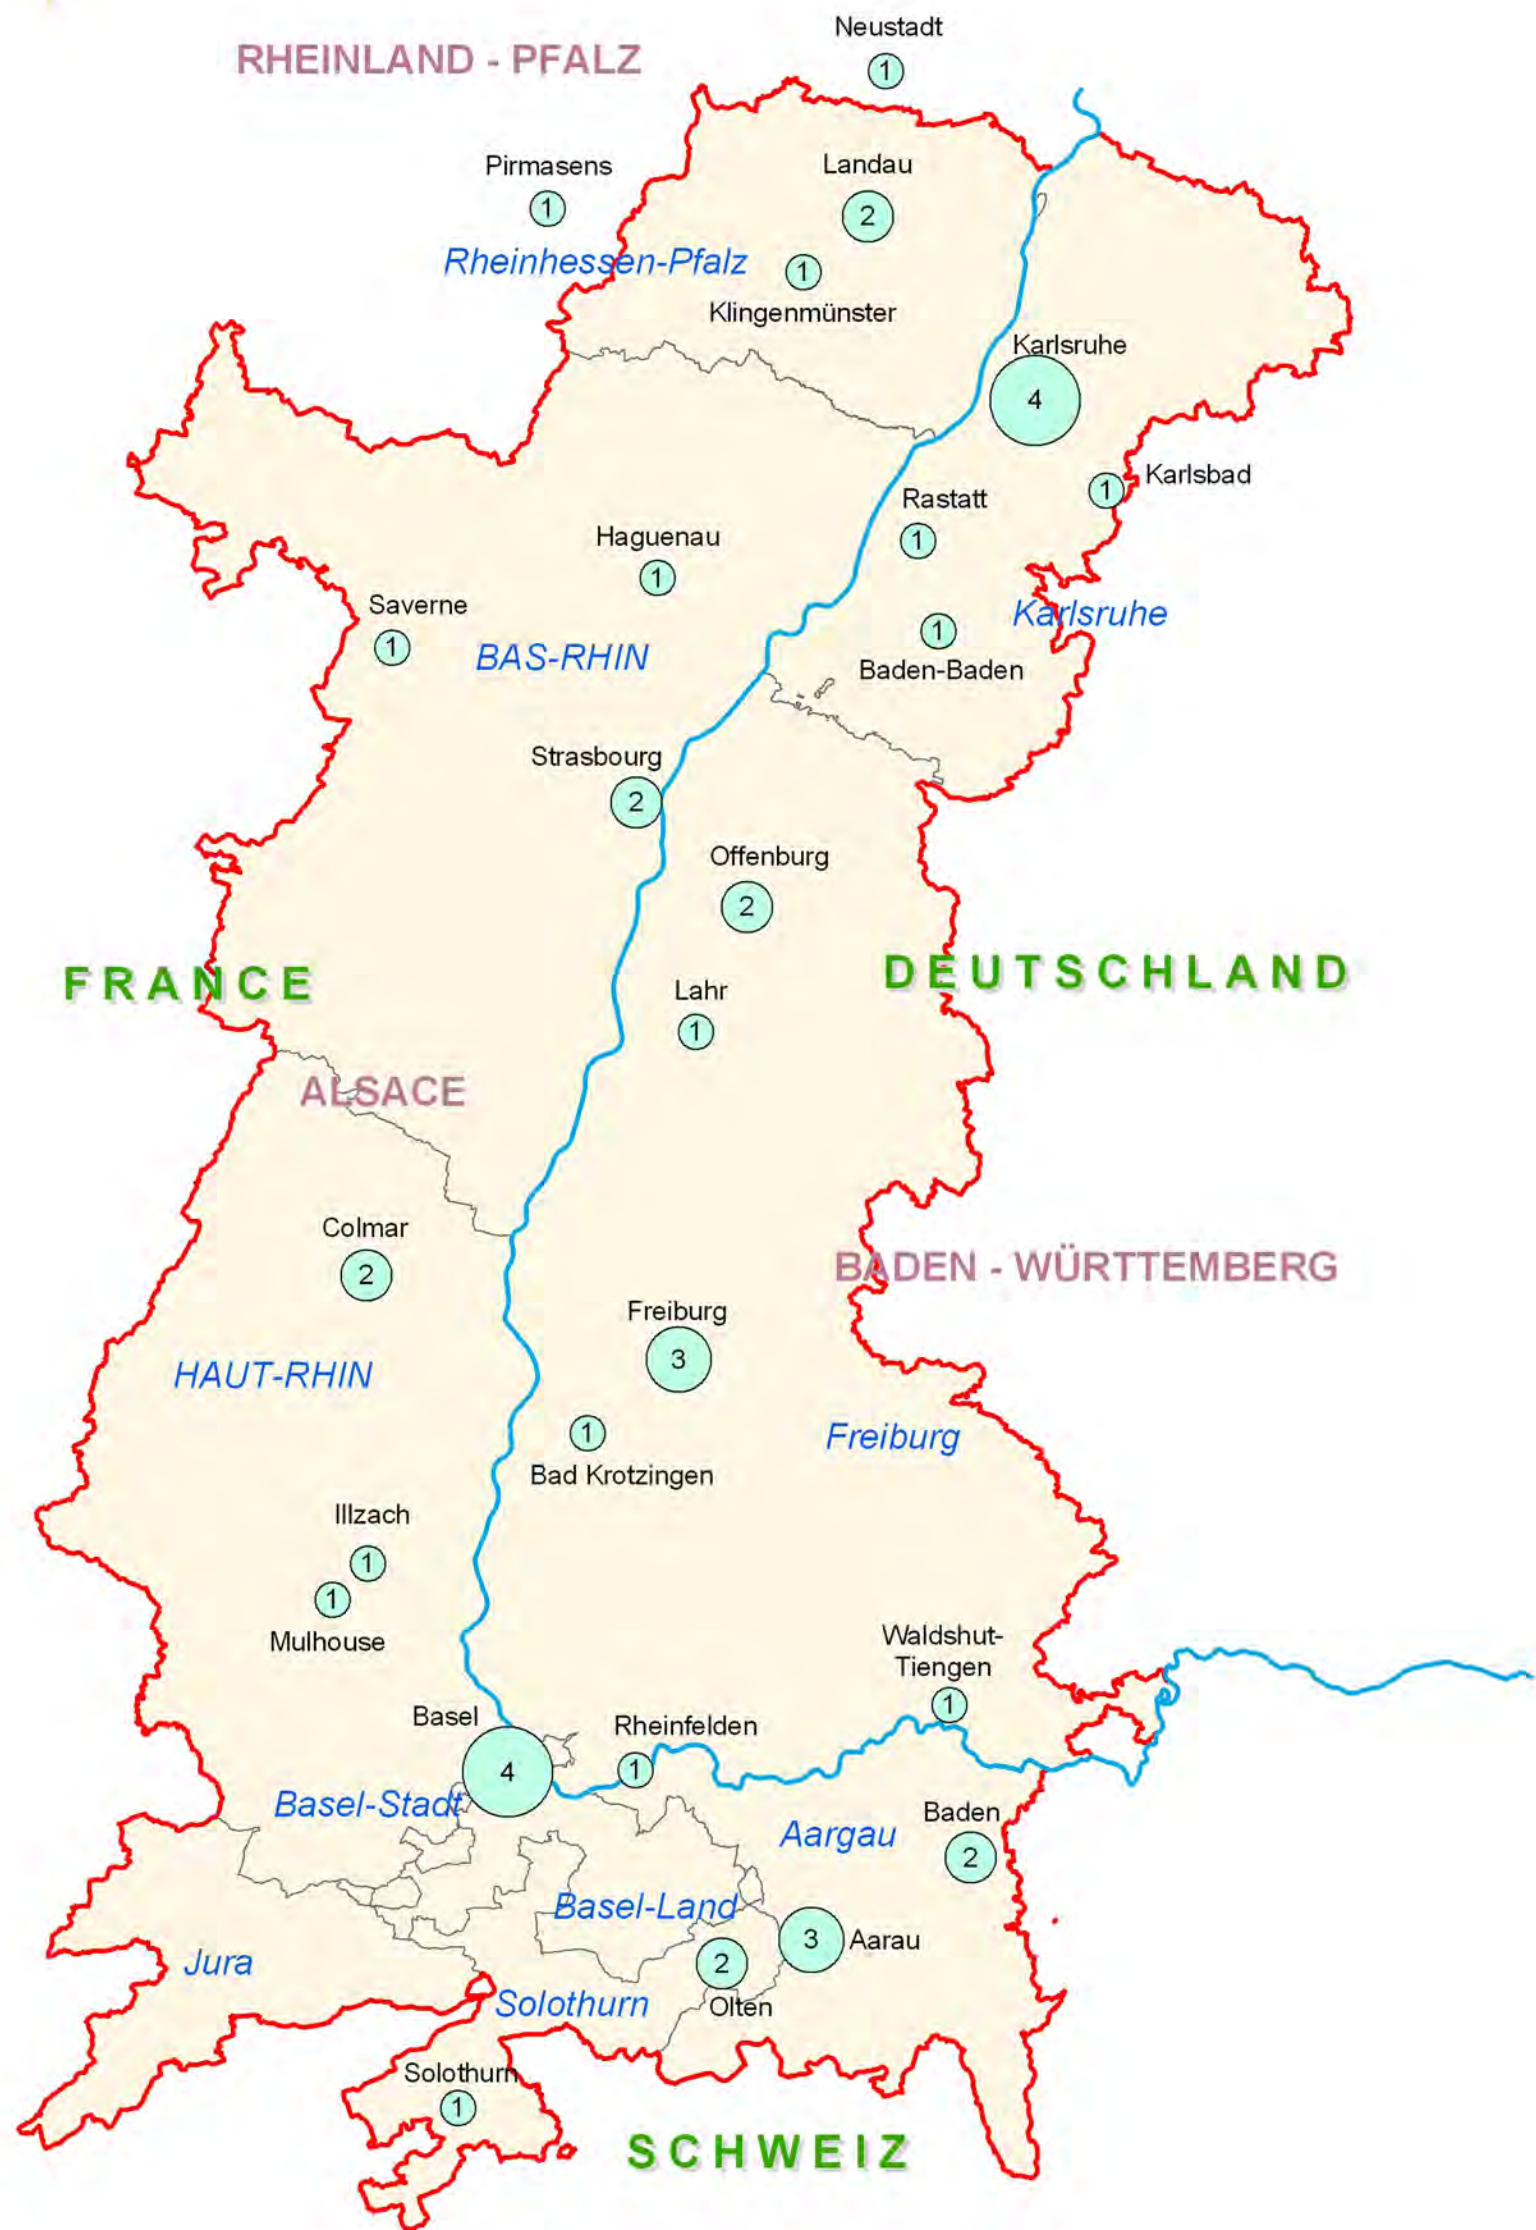 Neustadt
1
RHEINLAND - PFALZ
Pirmasens
1
Landau
2
Rheinhessen-Pfalz
1
Klingenmünster
Karlsruhe
4
Karlsbad
1
Rastatt
1
Haguenau
1
Saverne
1
BAS-RHIN
Karlsruhe
1
Baden-Baden
Strasbourg
2
Offenburg
2
FRANCE
DEUTSCHLAND
Lahr
1
ALSACE
Colmar
2
BADEN - WÜRTTEMBERG
Freiburg
3
HAUT-RHIN
Freiburg
1
Bad Krotzingen
Illzach
1
1
Mulhouse
Waldshut-
Tiengen
1
Basel
4
Rheinfelden
1
Basel-Stadt
Aargau
Baden
2
Basel-Land
3
Aarau
Jura
2
Olten
Solothurn
Solothurn
1
SCHWEIZ